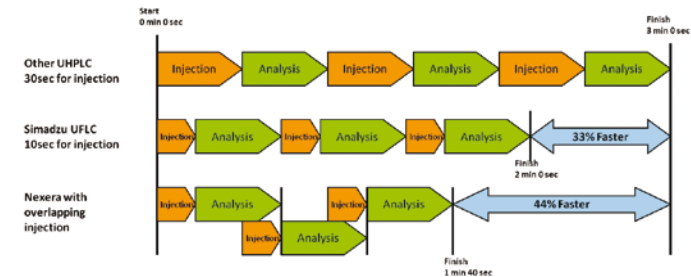 Start
0 min 0 sec
Finish
3 min 0 sec
Other UHPLC
30sec for injection
Injection
Analysis
Injection
Analysis
Injection
Analysis
Simadzu UFLC
10sec for injection
Injection
Analysis
Injection
Analysis
Injection
Analysis
33% Faster
Finish
2 min 0 sec
Nexera with
overlapping
injection
Injection
Analysis
Injection
Analysis
44% Faster
Injection
Analysis
Finish
1 min 40 sec